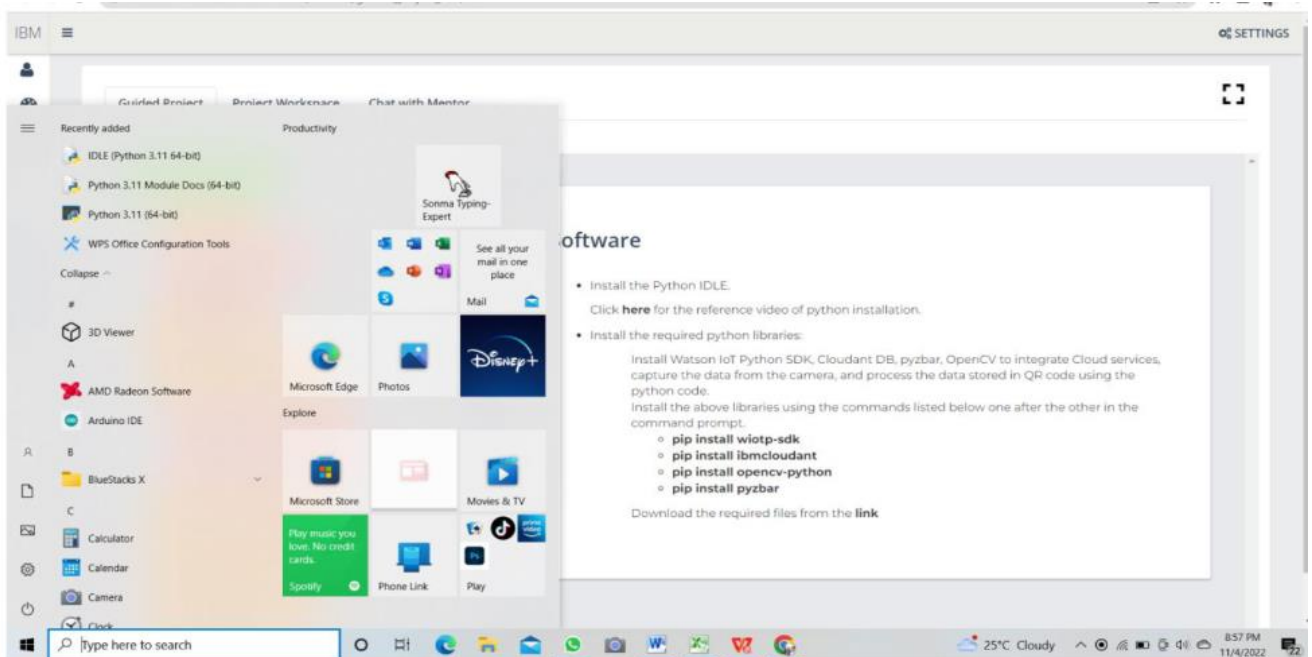 IBM
SETTINGS
Guided Project Project Workspace Chat with Mentor
Recently added
IDLE (Python 3.11 64-bit)
Python 3.11 Module Docs (64-bit)
Python 3.11 (64-bit)
WPS Office Configuration Tools
Collapse
#
3D Viewer
A
AMD Radeon Software
Arduino IDE
B
BlueStacks X
C
Calculator
Calendar
Camera
Clock
Productivity
Sonma Typing-
Expert
See all your
mail in one
place
Mail
Microsoft Edge
Photos
Disney+
Explore
Microsoft Store
Movies & TV
Play music you
love. No credit
cards.
Spotify
Phone Link
prime
video
Ps
Play
oftware
• Install the Python IDLE.
Click here for the reference video of python installation.
• Install the required python libraries:
Install Watson IoT Python SDK, Cloudant DB, pyzbar, OpenCV to integrate Cloud services,
capture the data from the camera, and process the data stored in QR code using the
python code.
Install the above libraries using the commands listed below one after the other in the
command prompt.
◦ pip install wiotp-sdk
◦ pip install ibmcloudant
◦ pip install opencv-python
◦ pip install pyzbar
Download the required files from the link
Type here to search
25°C Cloudy
8:57 PM
11/4/2022
22